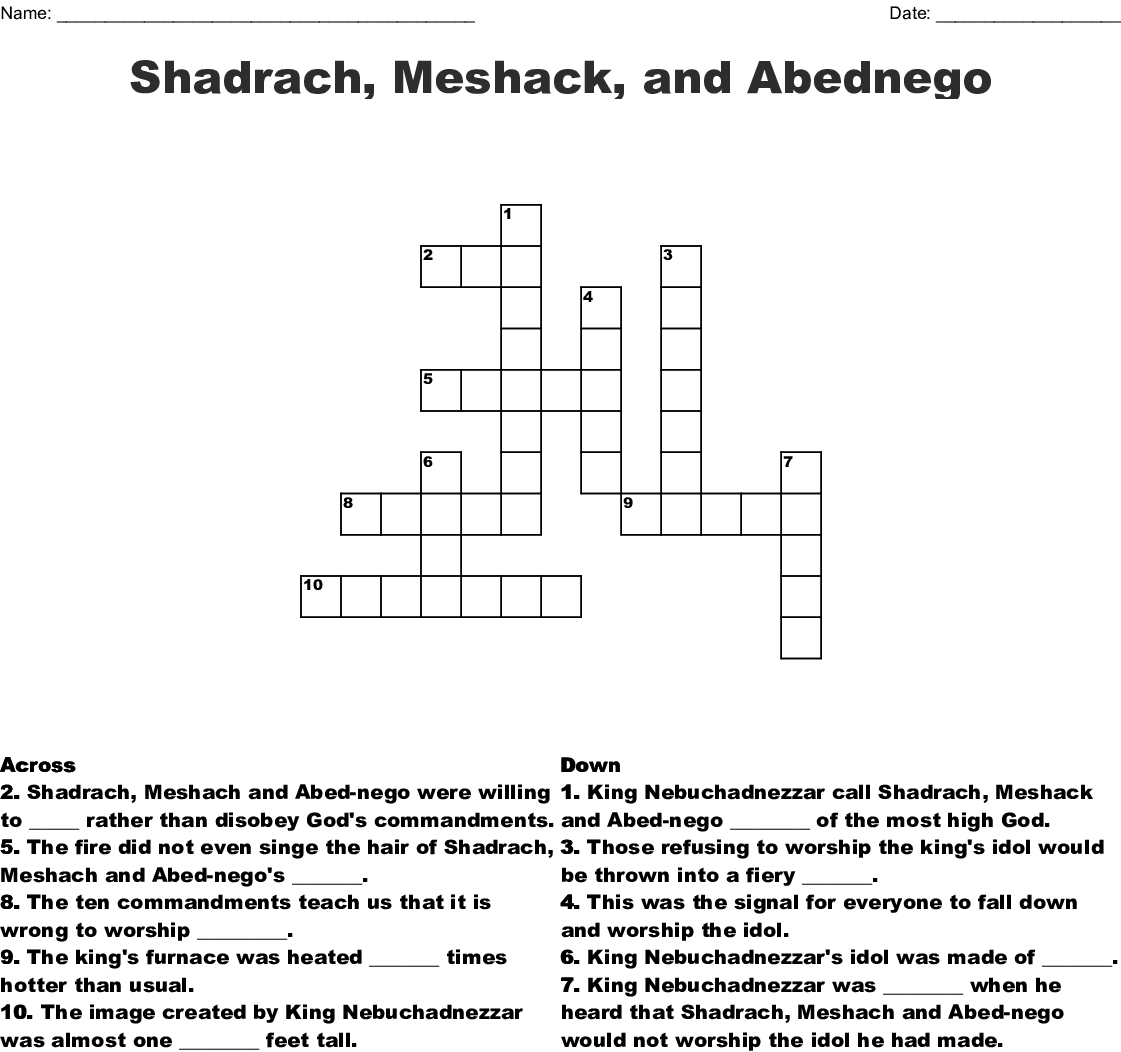 Name: ___________________________________________ Date: ___________________
Shadrach, Meshack, and Abednego
1
2
3
4
5
6
7
8
9
10
Across
2. Shadrach, Meshach and Abed-nego were willing
to _____ rather than disobey God's commandments.
5. The fire did not even singe the hair of Shadrach,
Meshach and Abed-nego's _______.
8. The ten commandments teach us that it is
wrong to worship _________.
9. The king's furnace was heated _______ times
hotter than usual.
10. The image created by King Nebuchadnezzar
was almost one ________ feet tall.
Down
1. King Nebuchadnezzar call Shadrach, Meshack
and Abed-nego ________ of the most high God.
3. Those refusing to worship the king's idol would
be thrown into a fiery _______.
4. This was the signal for everyone to fall down
and worship the idol.
6. King Nebuchadnezzar's idol was made of _______.
7. King Nebuchadnezzar was ________ when he
heard that Shadrach, Meshach and Abed-nego
would not worship the idol he had made.